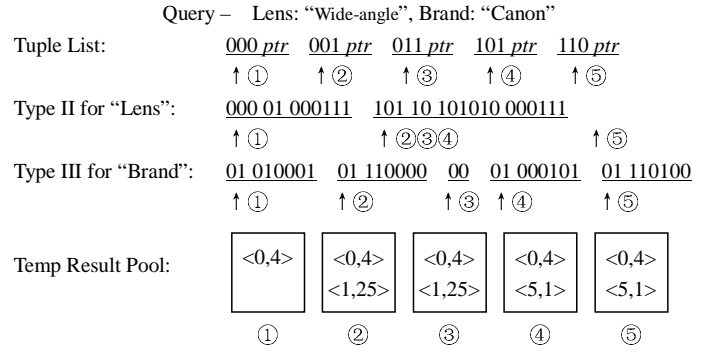 Query – Lens: “Wide-angle”, Brand: “Canon”
Tuple List: 000 ptr 001 ptr 011 ptr 101 ptr 110 ptr
↑ ① ↑ ② ↑ ③ ↑ ④ ↑ ⑤
Type II for “Lens”: 000 01 000111 101 10 101010 000111
↑ ① ↑ ②③④ ↑ ⑤
Type III for “Brand”: 01 010001 01 110000 00 01 000101 01 110100
↑ ① ↑ ② ↑ ③ ↑ ④ ↑ ⑤
Temp Result Pool: <0,4> <0,4> <0,4> <0,4> <0,4>
<1,25> <1,25> <5,1> <5,1>
① ② ③ ④ ⑤